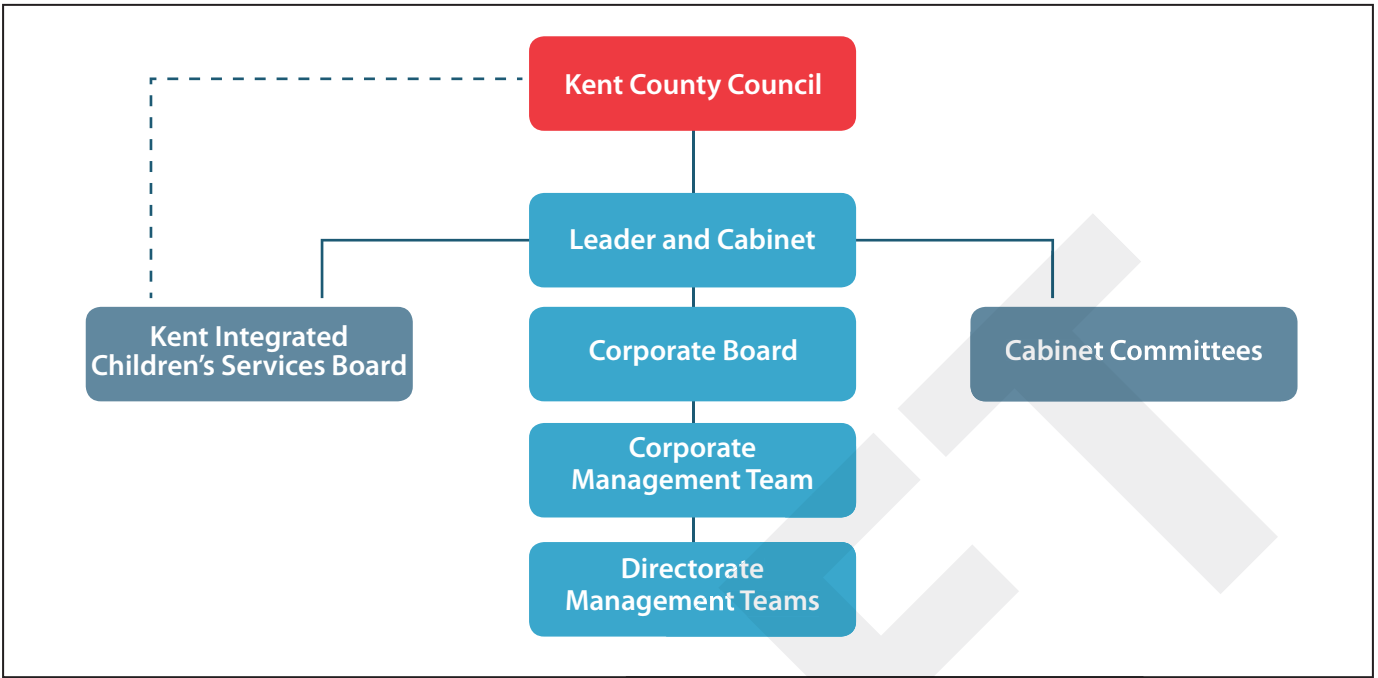 Kent County Council
Leader and Cabinet
Kent Integrated
Children’s Services Board
Corporate Board
Cabinet Committees
Corporate
Management Team
Directorate
Management Teams
ET